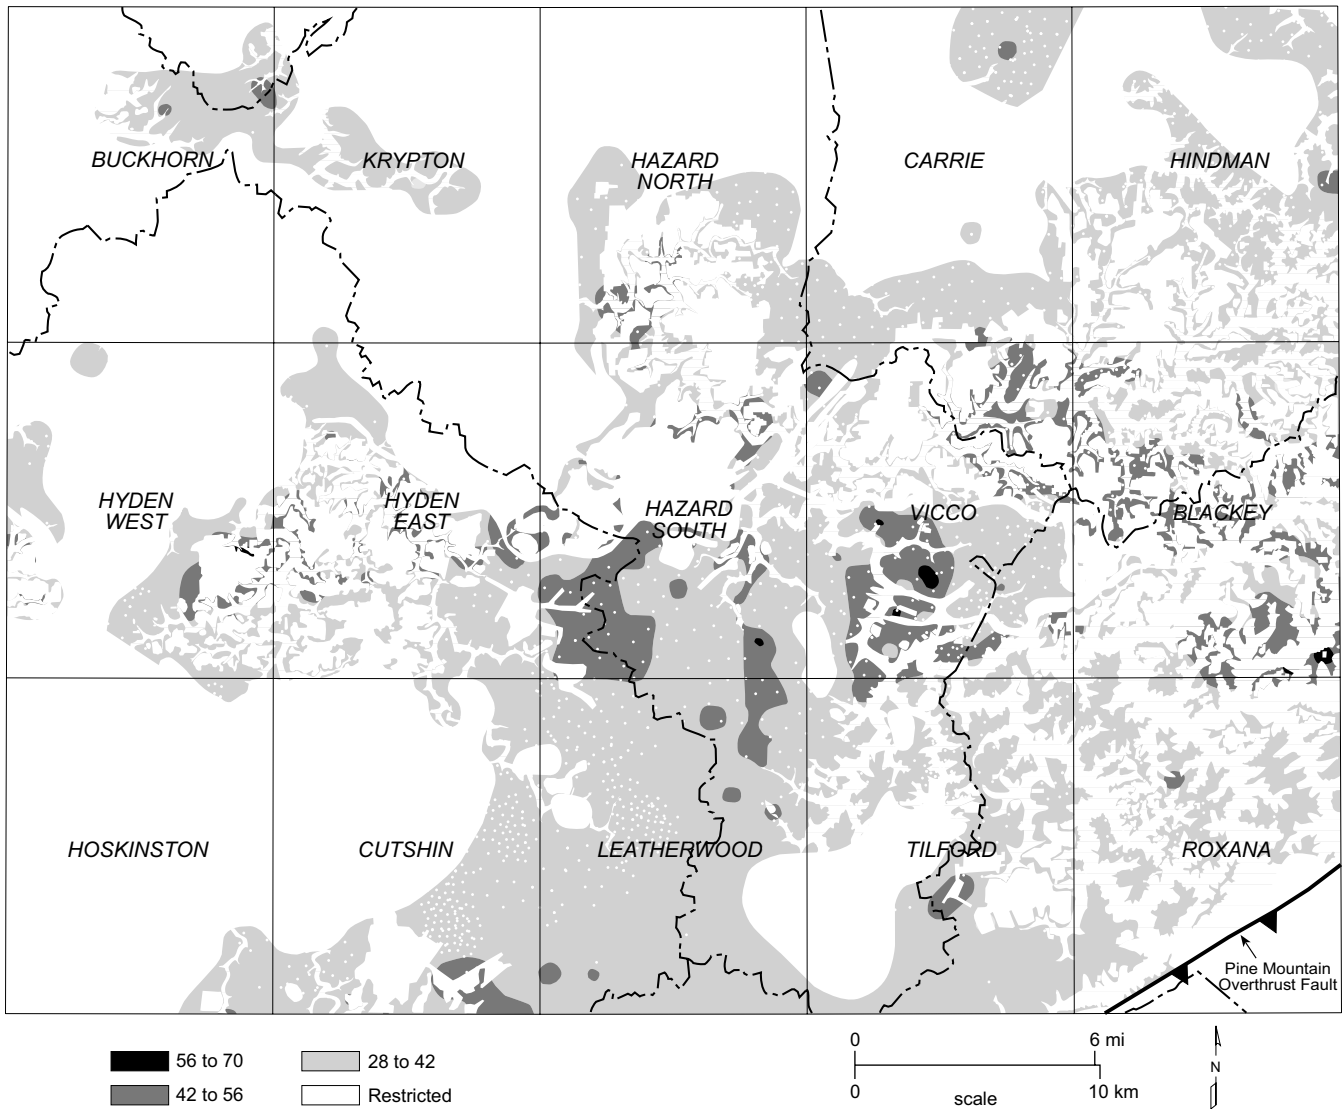 BUCKHORN
KRYPTON
HAZARD
NORTH
CARRIE
HINDMAN
HYDEN
WEST
HYDEN
EAST
HAZARD
SOUTH
VICCO
BLACKEY
HOSKINSTON
CUTSHIN
LEATHERWOOD
TILFORD
ROXANA
Pine Mountain
Overthrust Fault
56 to 70
28 to 42
42 to 56
Restricted
0
6 mi
0
scale
10 km
N